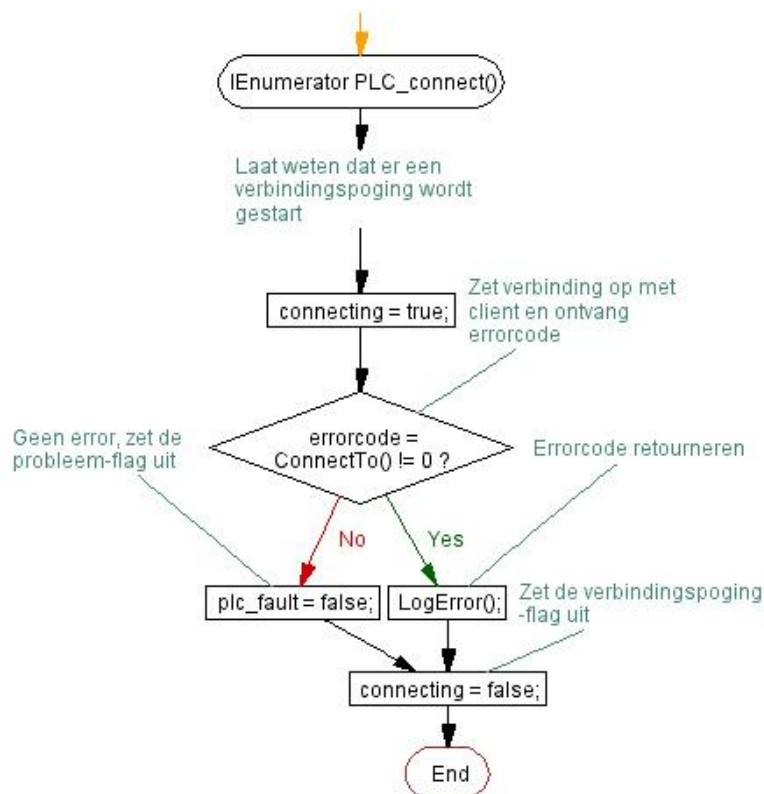 IEnumerator PLC_connect()
Laat weten dat er een
verbindingspoging wordt
gestart
connecting = true;
Zet verbinding op met
client en ontvang
errorcode
errorcode =
ConnectTo() != 0 ?
Geen error, zet de
probleem-flag uit
Errorcode retourneren
No
Yes
plc_fault = false;
LogError();
Zet de verbindingspoging
-flag uit
connecting = false;
End